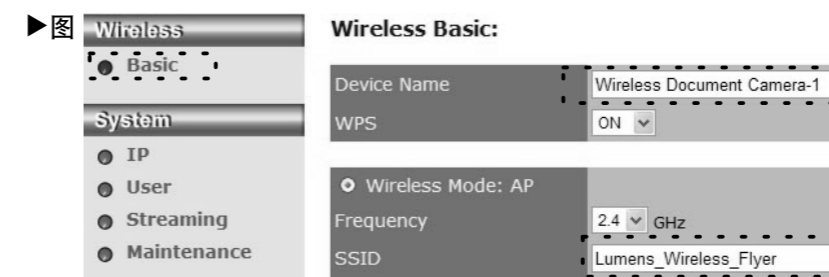 ▶图
Wireless
Basic
System
IP
User
Streaming
Maintenance
Wireless Basic:
Device Name Wireless Document Camera-1
WPS ON
Wireless Mode: AP
Frequency 2.4 GHz
SSID Lumens_Wireless_Flyer